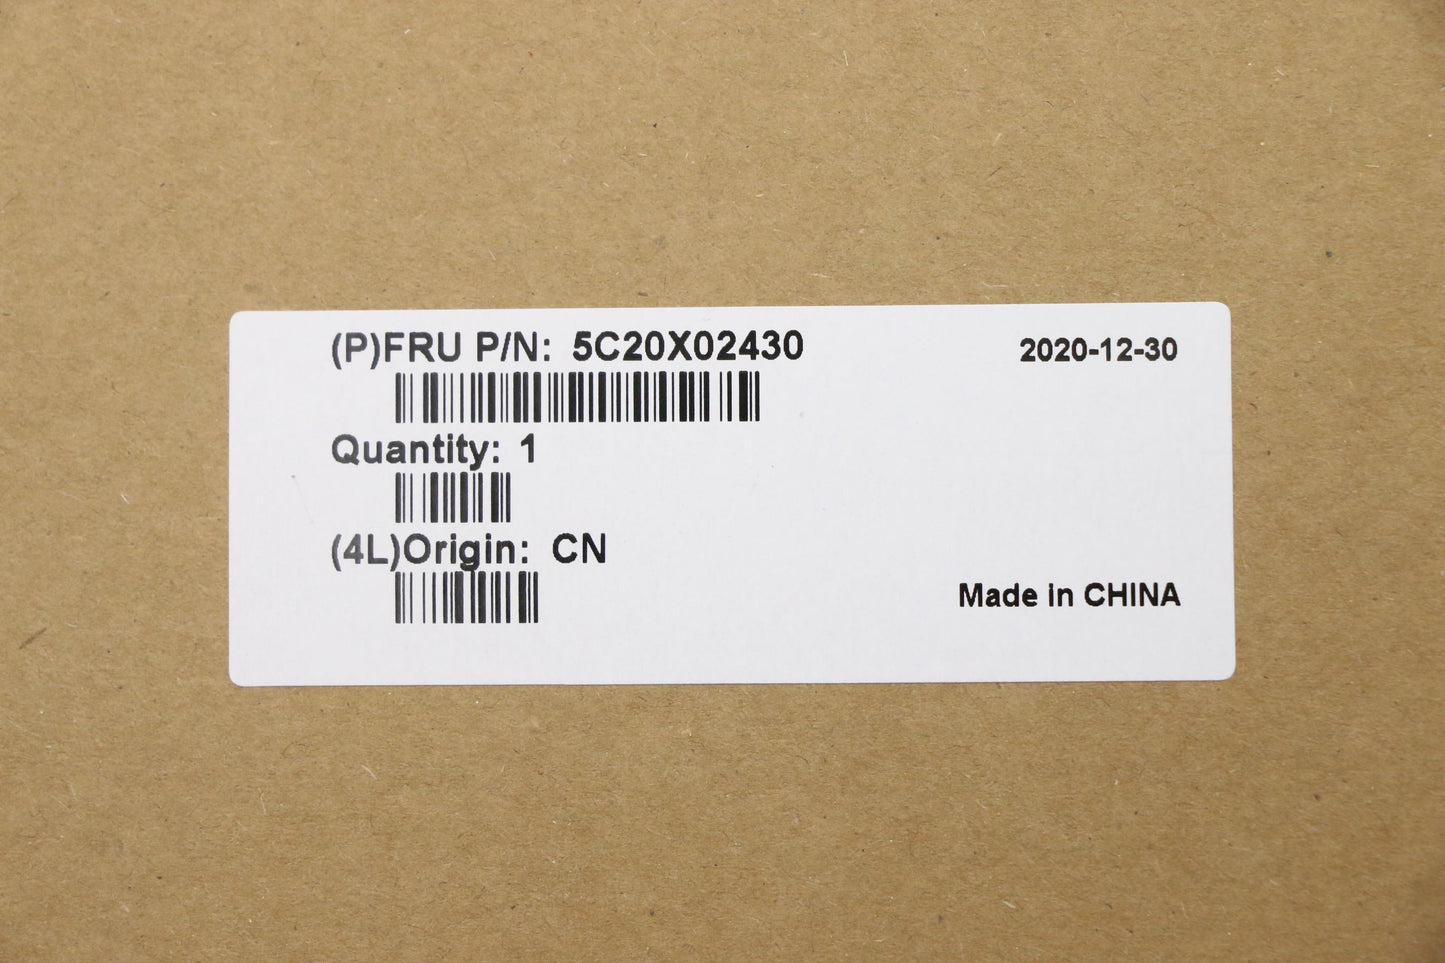 (P)FRU P/N: 5C20X02430
2020-12-30
Quantity: 1
(4L)Origin: CN
Made in CHINA